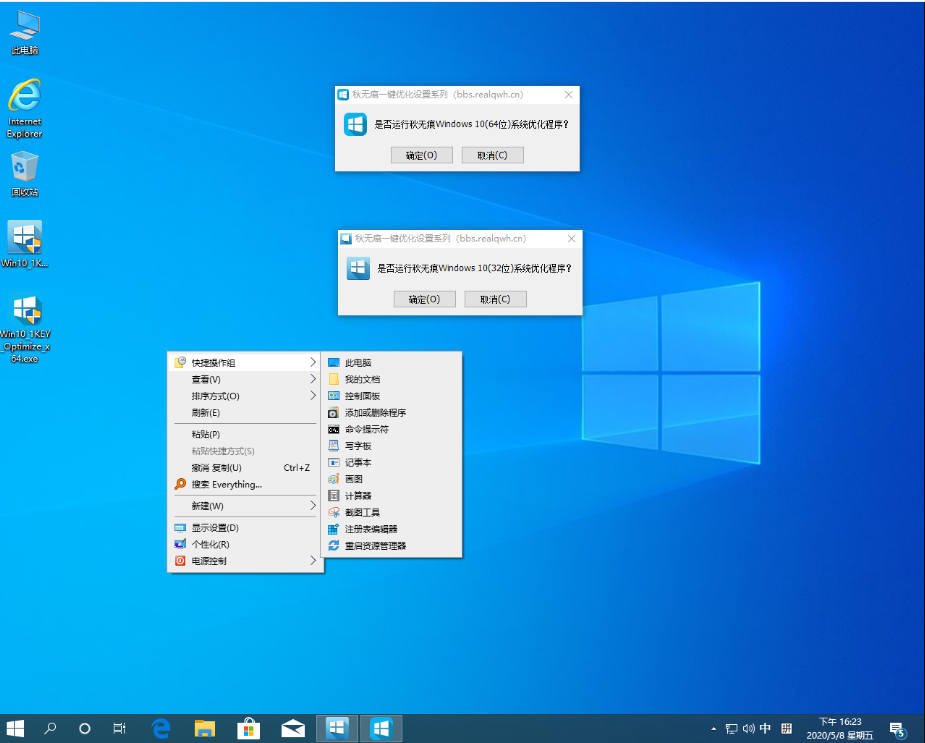 此电脑
Internet
Explorer
回收站
Win10_1K...
Win10_1KEY
_Optimize_x
64.exe
秋无痕一键优化设置系列（bbs.realqwh.cn）
是否运行秋无痕Windows 10(64位)系统优化程序?
确定(O)
取消(C)
秋无痕一键优化设置系列（bbs.realqwh.cn）
是否运行秋无痕Windows 10(32位)系统优化程序?
确定(O)
取消(C)
快捷操作组
查看(V)
排序方式(O)
刷新(E)
粘贴(P)
粘贴快捷方式(S)
撤消 复制(U) Ctrl+Z
搜索 Everything...
新建(W)
显示设置(D)
个性化(R)
电源控制
此电脑
我的文档
控制面板
添加或删除程序
命令提示符
写字板
记事本
画图
计算器
截图工具
注册表编辑器
重启资源管理器
中
拼
下午 16:23
2020/5/8 星期五
5